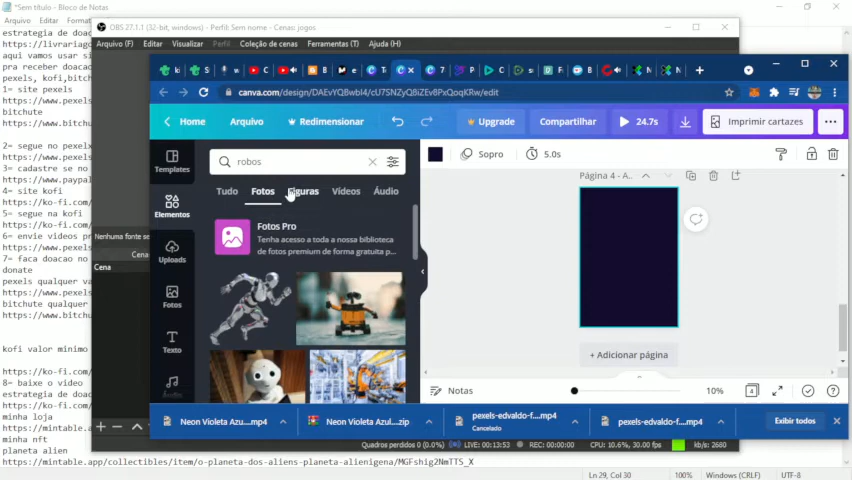 *Sem título - Bloco de Notas
Arquivo Editar Format
estrategia de
https://livrariago
aqui vamos usar si
pra receber doacao
pexels, kofi,bitchute
1= site pexels
https://www.pexels
bitchute
https://www.bitchu
2= segue no pexelx
https://www.pexels
3= cadastre se no
https://www.paypal
4= site kofi
https://ko-fi.com/
5= segue na kofi
https://ko-fi.com/
6= envie videos pr
https://www.pexels
7= faca doacao no
donate
pexels qualquer va
https://www.pexels
bitchute qualquer
https://www.bitchu
kofi valor minimo
https://ko-fi.com/
8= baixe o video
estrategia de
https://ko-fi.com/
minha loja
https://mintable.a
minha nft
planeta alien
https://mintable.app/collectibles/item/o-planeta-dos-aliens-planeta-alienigena/MGFshig2NmTTS_X
Ln 29, Col 30 100% Windows (CRLF) UTF-8
OBS 27.1.1 (32-bit, windows) - Perfil: Sem nome - Cenas: jogos
Arquivo (F) Editar Visualizar Perfil Coleção de cenas Ferramentas (T) Ajuda (H)
Nenhuma fonte se
Cena
Cena
Quadros perdidos 0 (0.0%) LIVE: 00:13:53 REC: 00:00:00 CPU: 10.6%, 30.00 fps kb/s: 2680
canva.com/design/DAEvYQBwbI4/cU7SNZyQ8iZEv8PxQoqKRw/edit
Home Arquivo Redimensionar Upgrade Compartilhar 24.7s Imprimir cartazes
Templates
Elementos
Uploads
Fotos
Texto
Áudio
robos
Tudo Fotos Figuras Vídeos Áudio
Fotos Pro
Tenha acesso a toda a nossa biblioteca
de fotos premium de forma gratuita p...
Sopro 5.0s
Página 4 - A...
+ Adicionar página
Notas 10% 4
Neon Violeta Azu....mp4 Neon Violeta Azul....zip pexels-edvaldo-f....mp4 Cancelado pexels-edvaldo-f....mp4 Exibir todos